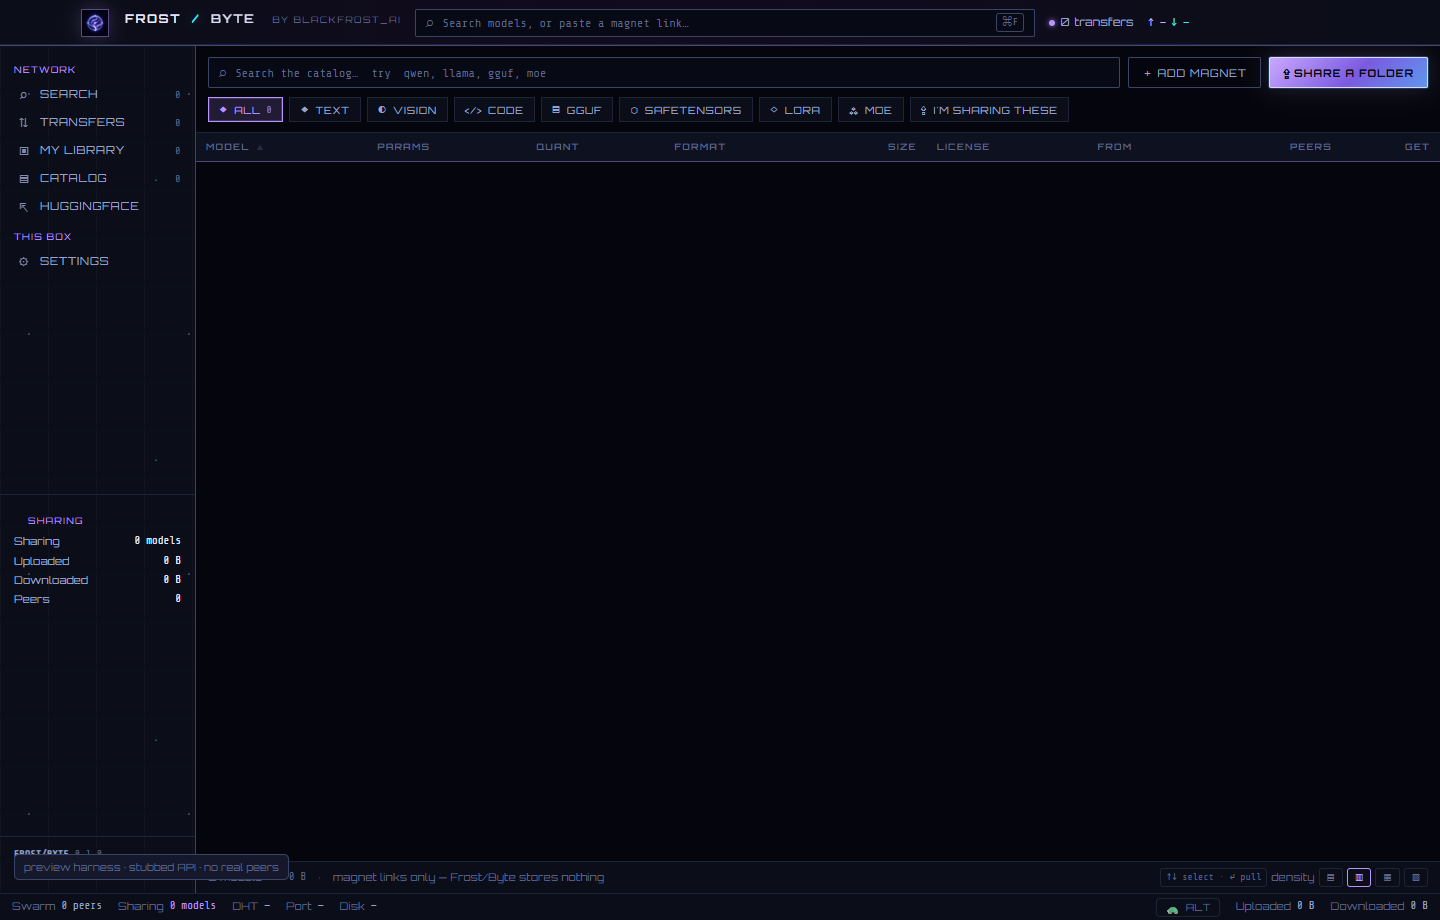 FROST / BYTE BY BLACKFROST_AI
Search models, or paste a magnet link…
⌘F
0 transfers ↑ – ↓ –
NETWORK
SEARCH 0
TRANSFERS 0
MY LIBRARY 0
CATALOG 0
HUGGINGFACE
THIS BOX
SETTINGS
Search the catalog… try qwen, llama, gguf, moe
+ ADD MAGNET
SHARE A FOLDER
ALL 0
TEXT
VISION
</> CODE
GGUF
SAFETENSORS
LORA
MOE
I'M SHARING THESE
MODEL ▲ PARAMS QUANT FORMAT SIZE LICENSE FROM PEERS GET
SHARING
Sharing 0 models
Uploaded 0 B
Downloaded 0 B
Peers 0
FROST/BYTE 0.1.0
preview harness · stubbed API · no real peers
0 B · magnet links only — Frost/Byte stores nothing
↑↓ select · ↵ pull
density
Swarm 0 peers Sharing 0 models DHT – Port – Disk –
ALT
Uploaded 0 B Downloaded 0 B